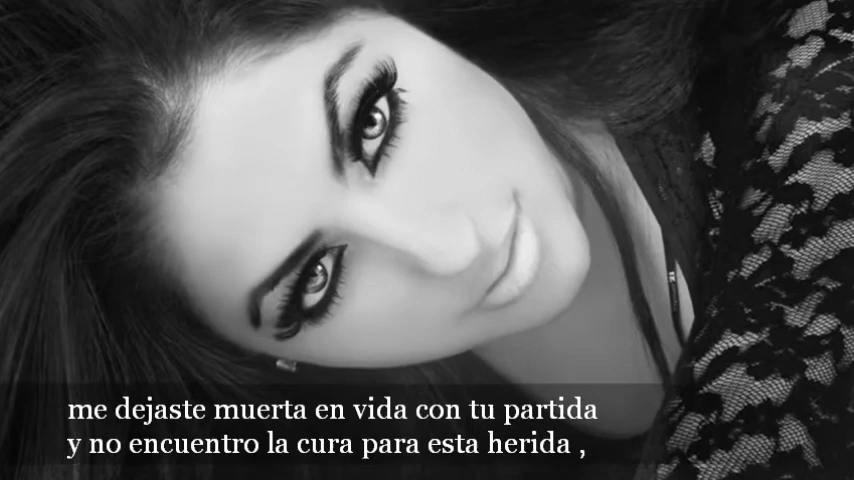 me dejaste muerta en vida con tu partida
y no encuentro la cura para esta herida ,